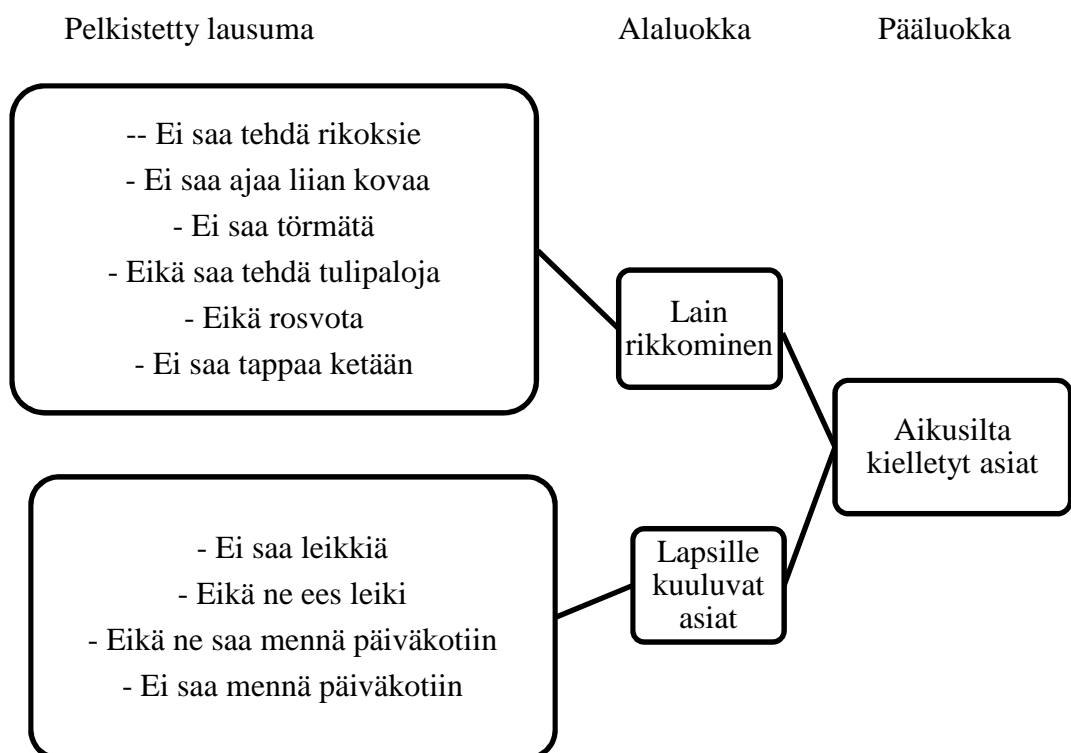 Pelkistetty lausuma Alaluokka Pääluokka
-- Ei saa tehdä rikoksie
- Ei saa ajaa liian kovaa
- Ei saa törmätä
- Eikä saa tehdä tulipaloja
- Eikä rosvota
- Ei saa tappaa ketään
Lain
rikkominen
Aikusilta
kielletyt asiat
- Ei saa leikkiä
- Eikä ne ees leiki
- Eikä ne saa mennä päiväkotiin
- Ei saa mennä päiväkotiin
Lapsille
kuuluvat
asiat